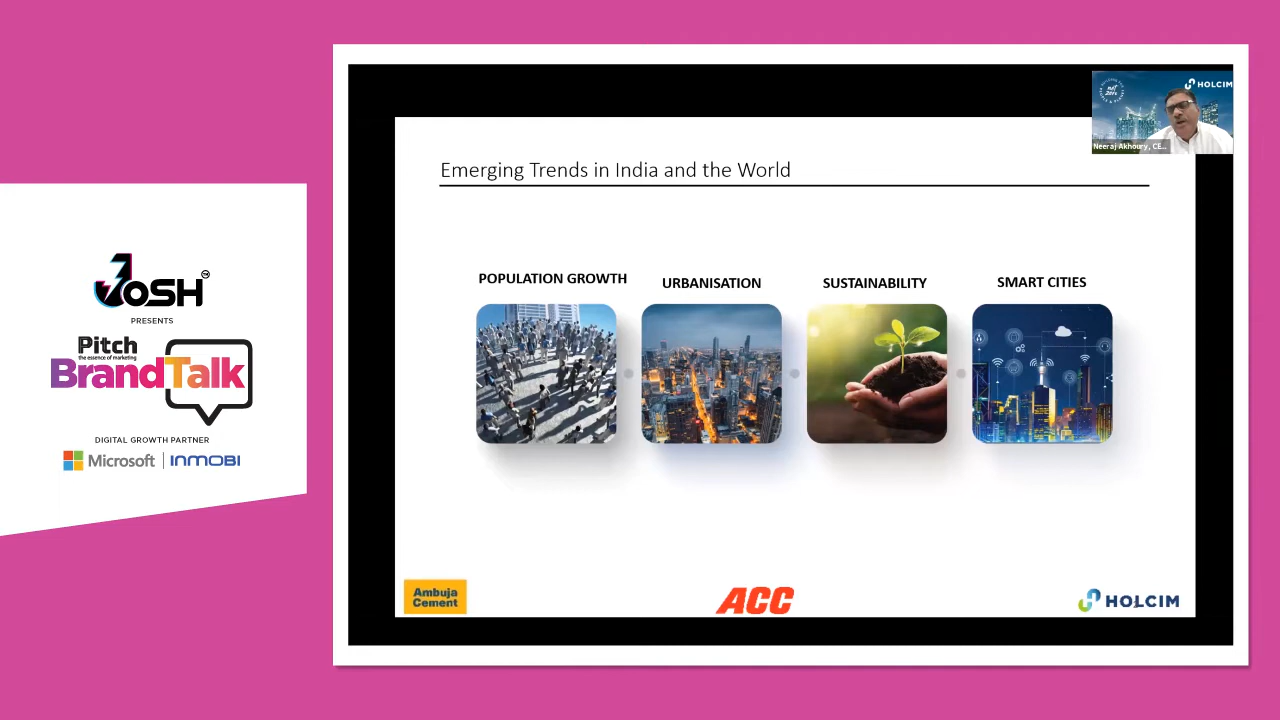 JOSH
PRESENTS
Pitch
the essence of marketing
BrandTalk
DIGITAL GROWTH PARTNER
Microsoft | INMOBI
HOLCIM
Neeraj Akhoury, CE...
Emerging Trends in India and the World
POPULATION GROWTH
URBANISATION
SUSTAINABILITY
SMART CITIES
Ambuja
Cement
ACC
HOLCIM